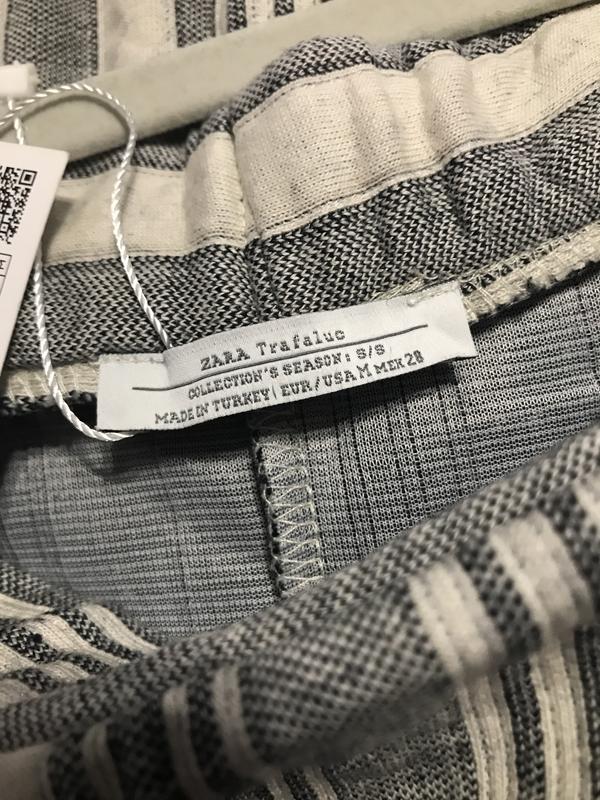 ZARA Trafaluc
COLLECTION'S SEASON: S/S
MADE IN TURKEY | EUR/USA M MEX 28